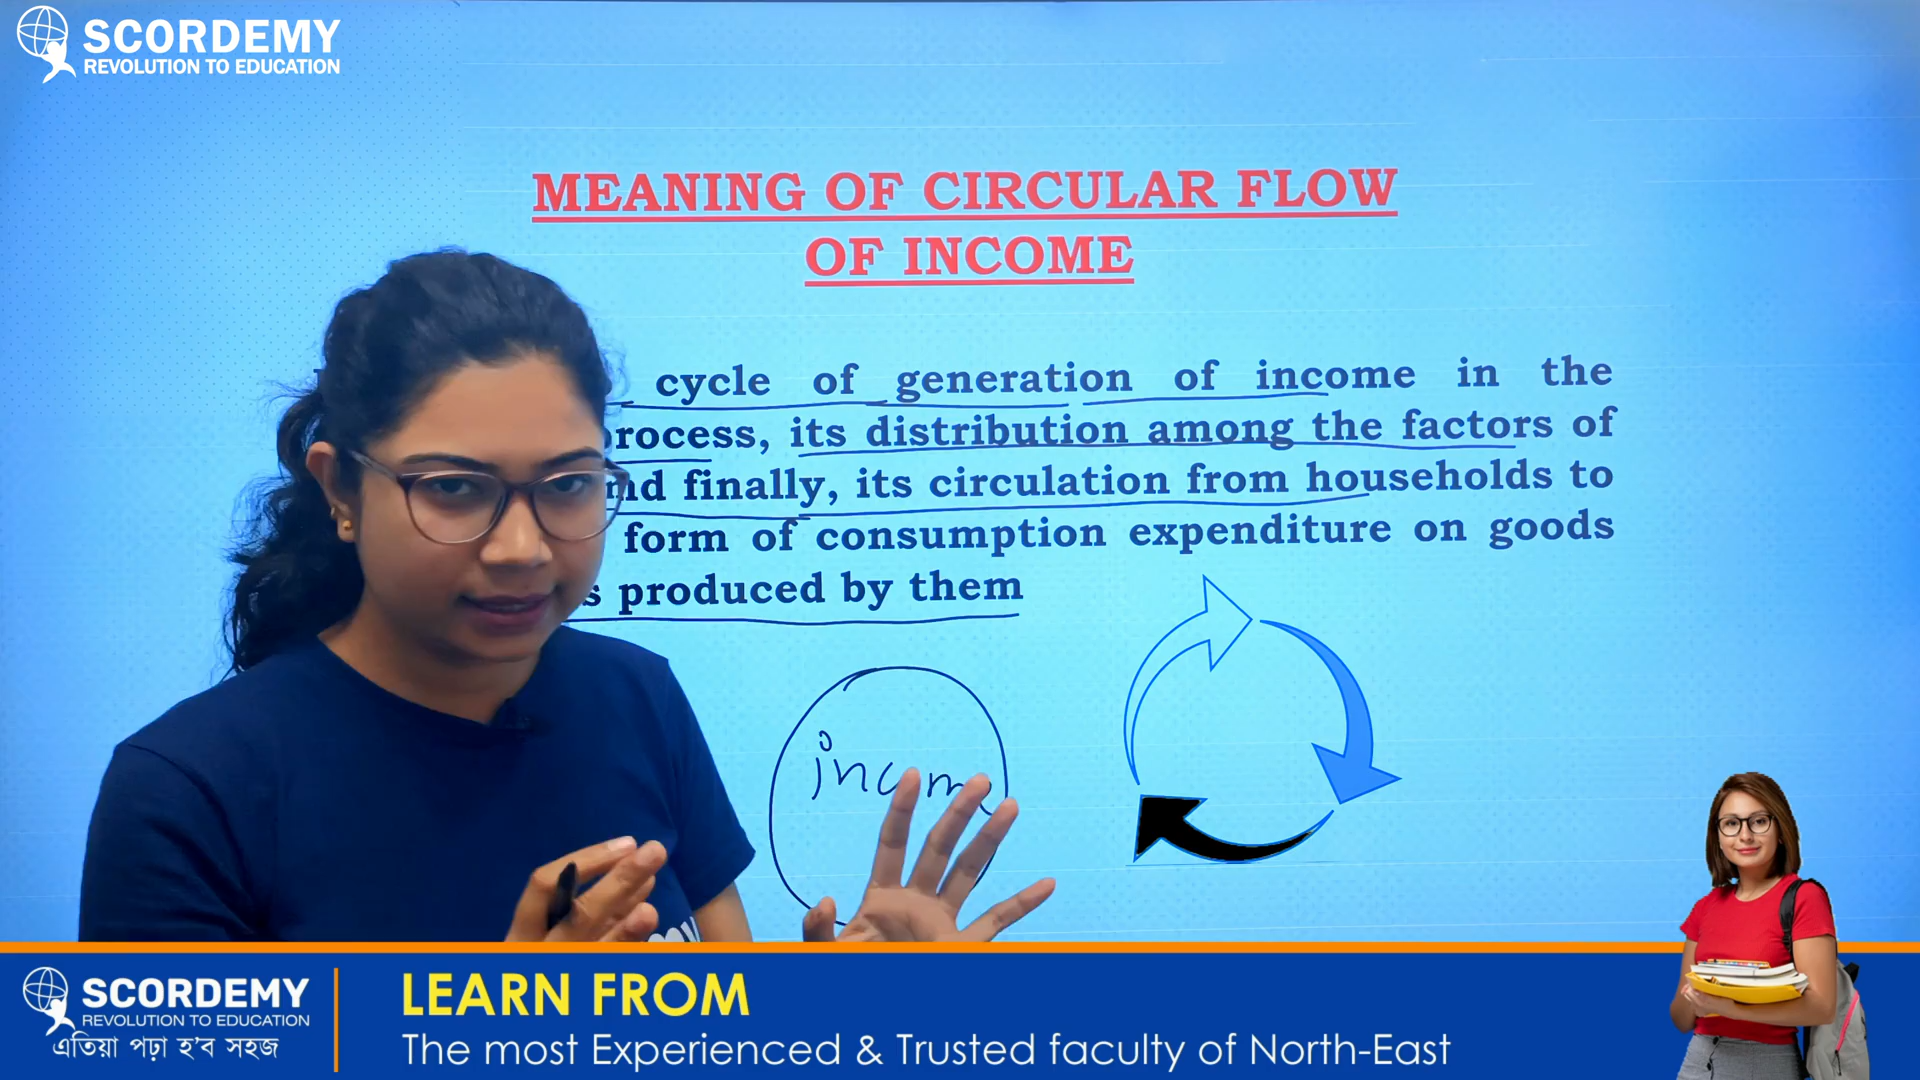 SCORDEMY
REVOLUTION TO EDUCATION
MEANING OF CIRCULAR FLOW
OF INCOME
cycle of generation of income in the
rocess, its distribution among the factors of
nd finally, its circulation from households to
form of consumption expenditure on goods
s produced by them
SCORDEMY
REVOLUTION TO EDUCATION
এতিয়া পঢ়া হ'ব সহজ
LEARN FROM
The most Experienced & Trusted faculty of North-East